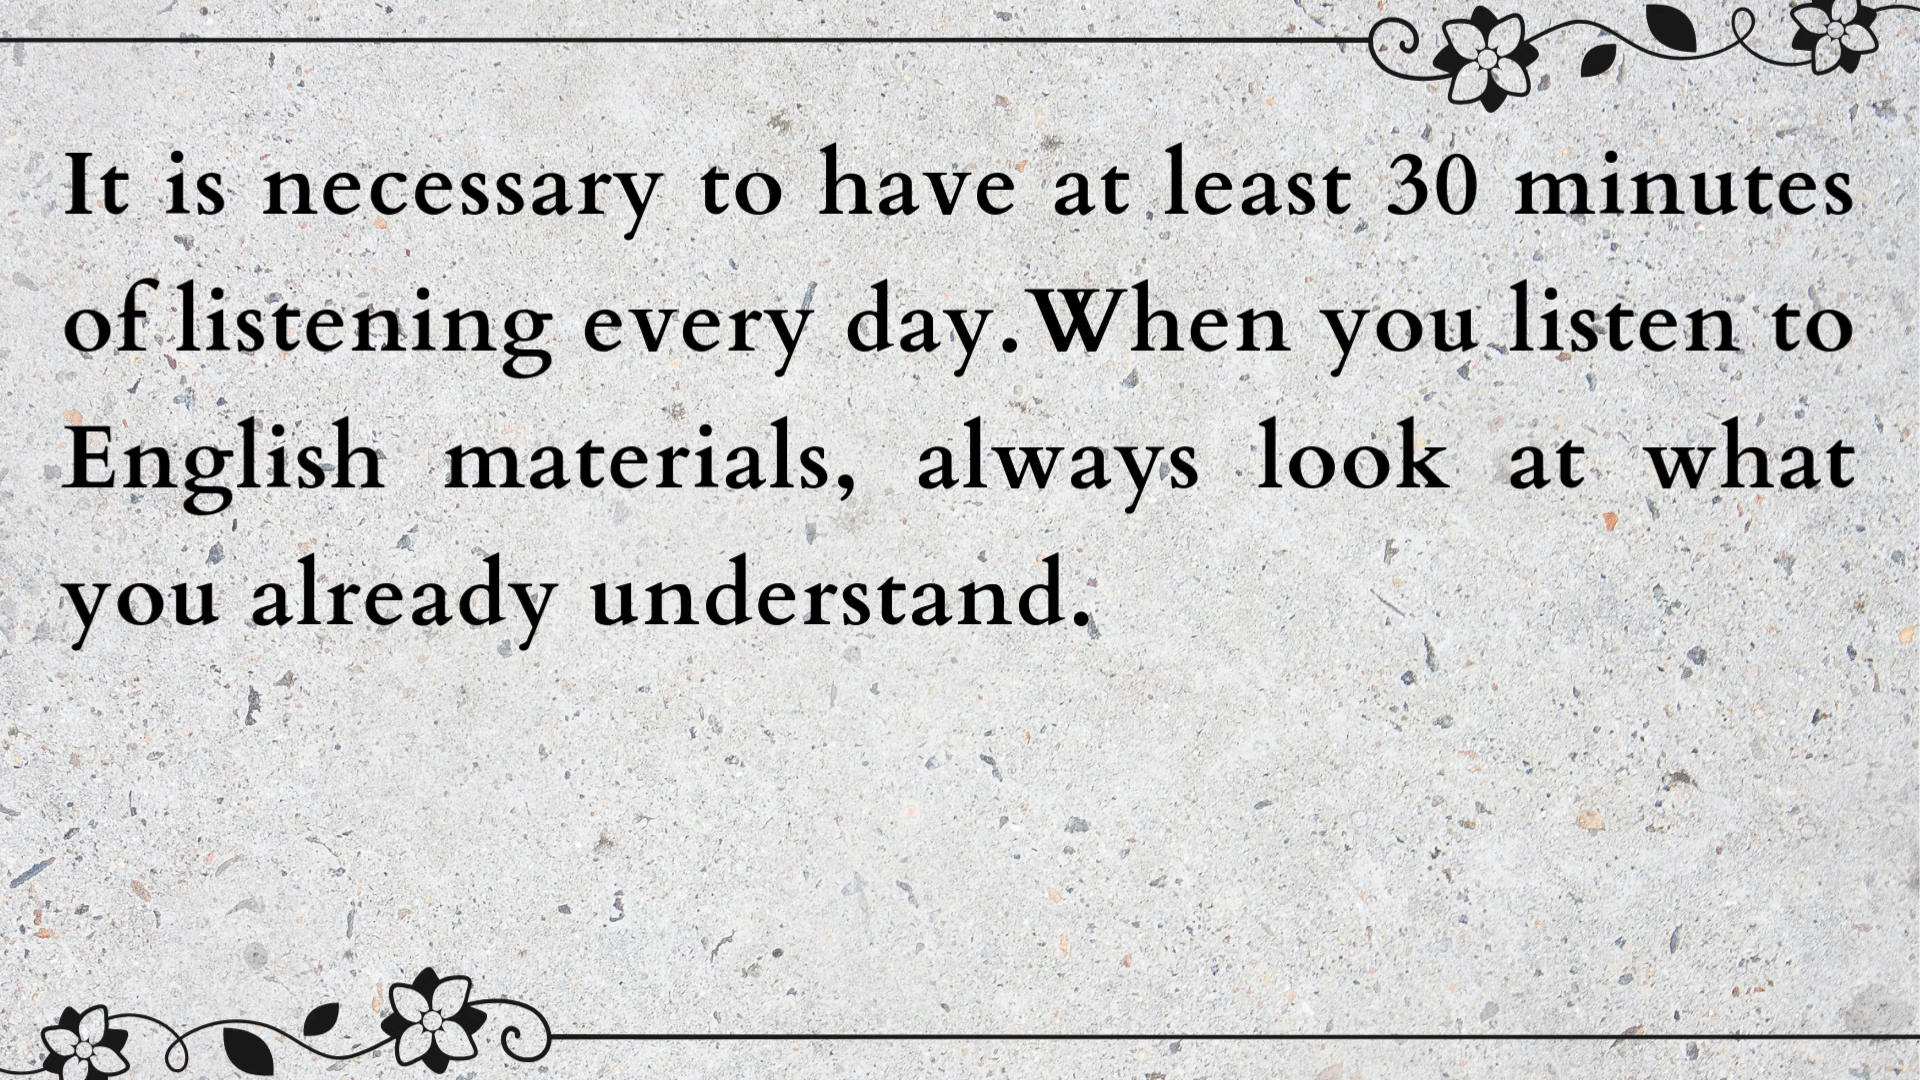 It is necessary to have at least 30 minutes
of listening every day.When you listen to
English materials, always look at what
you already understand.